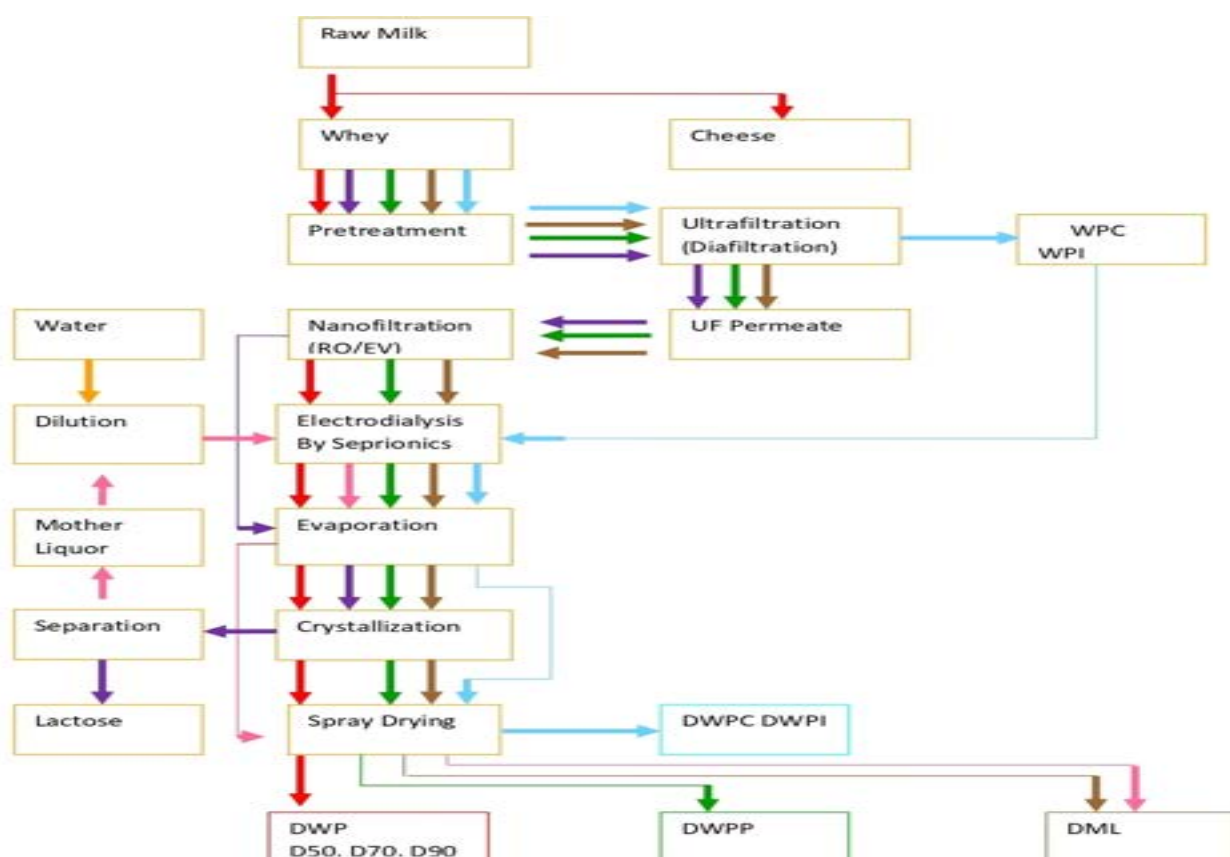 Raw Milk
Whey
Cheese
Pretreatment
Ultrafiltration
(Diafiltration)
WPC
WPI
Water
Nanofiltration
(RO/EV)
UF Permeate
Dilution
Electrodialysis
By Seprionics
Mother
Liquor
Evaporation
Separation
Crystallization
Lactose
Spray Drying
DWPC DWPI
DWP
D50, D70, D90
DWPP
DML